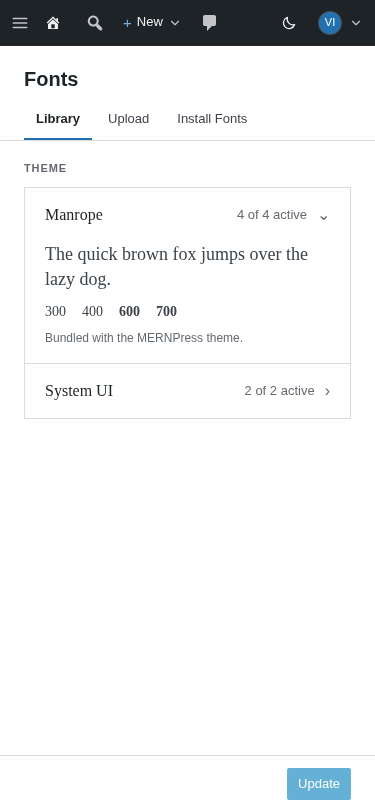 + New
VI
Fonts
Library Upload Install Fonts
THEME
Manrope 4 of 4 active
The quick brown fox jumps over the
lazy dog.
300 400 600 700
Bundled with the MERNPress theme.
System UI 2 of 2 active
Update